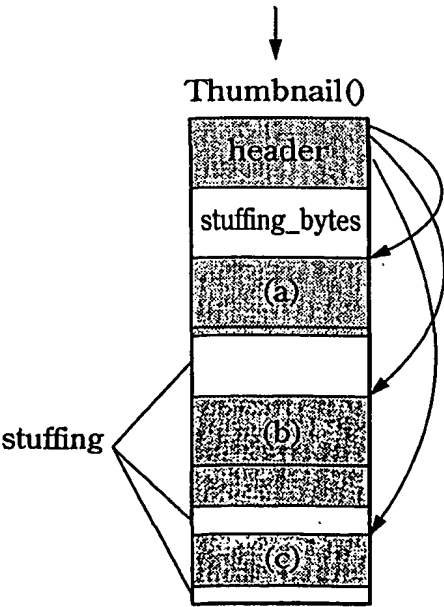 Thumbnail()
header
stuffing_bytes
(a)
stuffing
(b)
(c)